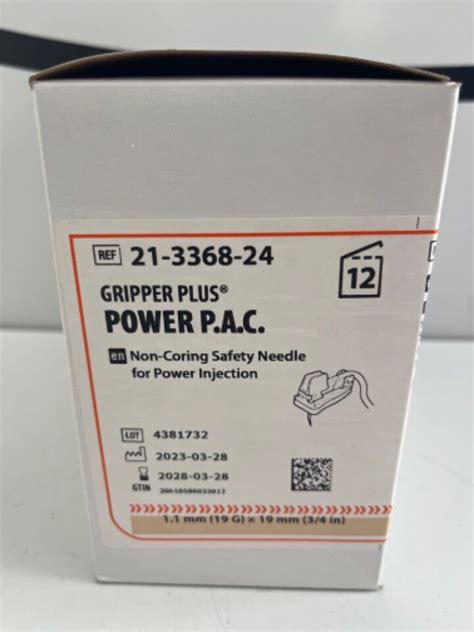 REF 21-3368-24
12
GRIPPER PLUS®
POWER P.A.C.
en Non-Coring Safety Needle
for Power Injection
LOT 4381732
2023-03-28
2028-03-28
GTIN
1.1 mm (19 G) × 19 mm (3/4 in)